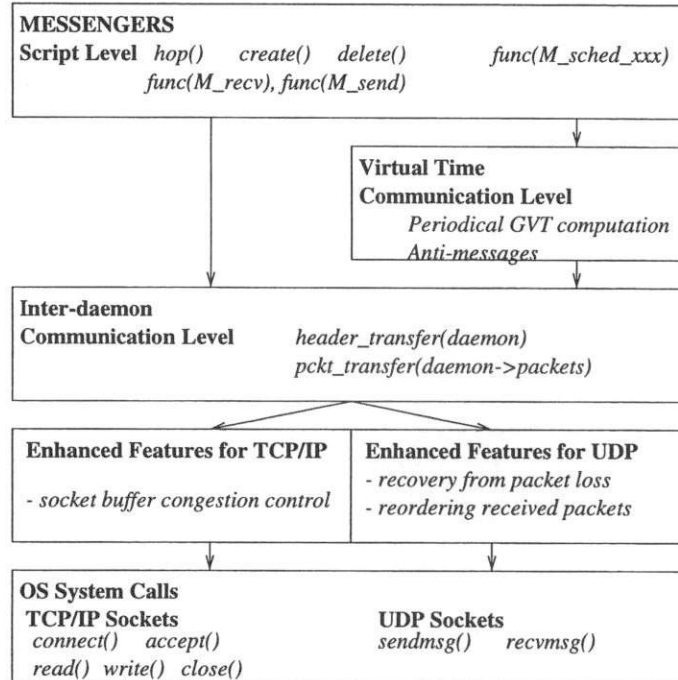 MESSENGERS
Script Level hop() create() delete() func(M_sched_xxx)
func(M_recv), func(M_send)
Virtual Time
Communication Level
Periodical GVT computation
Anti-messages
Inter-daemon
Communication Level header_transfer(daemon)
pckt_transfer(daemon->packets)
Enhanced Features for TCP/IP
- socket buffer congestion control
Enhanced Features for UDP
- recovery from packet loss
- reordering received packets
OS System Calls
TCP/IP Sockets UDP Sockets
connect() accept() sendmsg() recvmsg()
read() write() close()